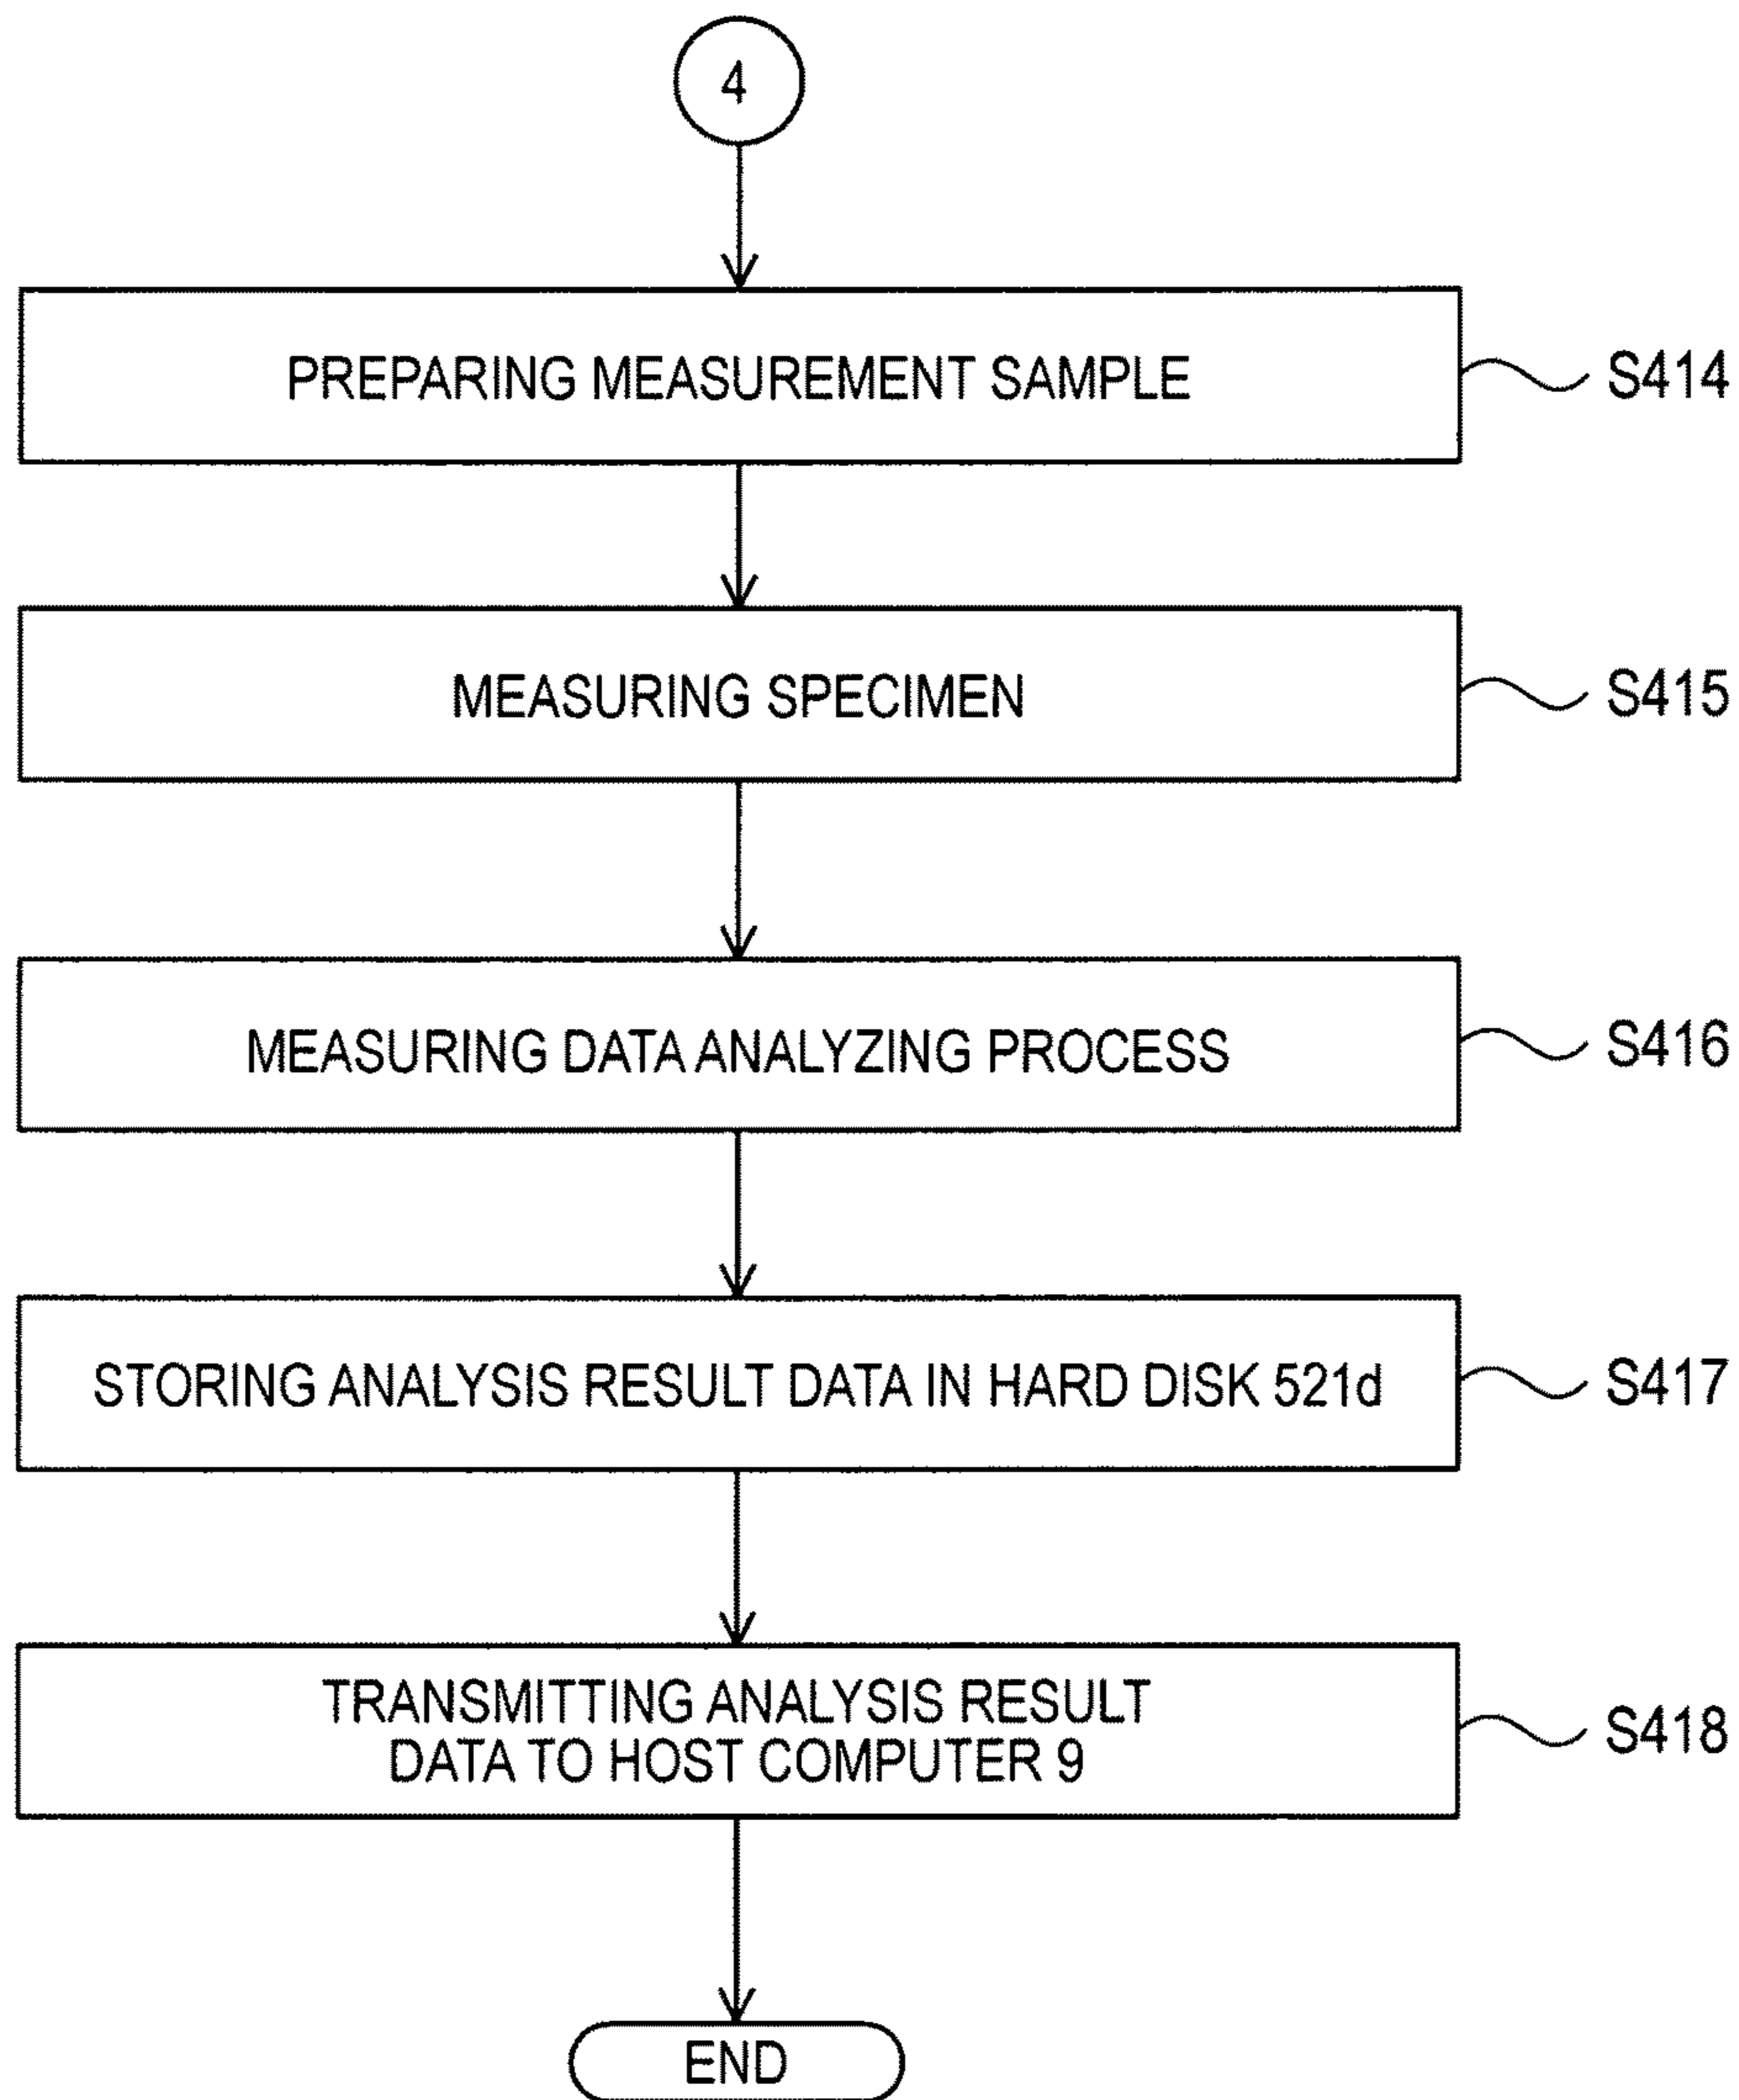 4
PREPARING MEASUREMENT SAMPLE
S414
MEASURING SPECIMEN
S415
MEASURING DATA ANALYZING PROCESS
S416
STORING ANALYSIS RESULT DATA IN HARD DISK 521d
S417
TRANSMITTING ANALYSIS RESULT
DATA TO HOST COMPUTER 9
S418
END